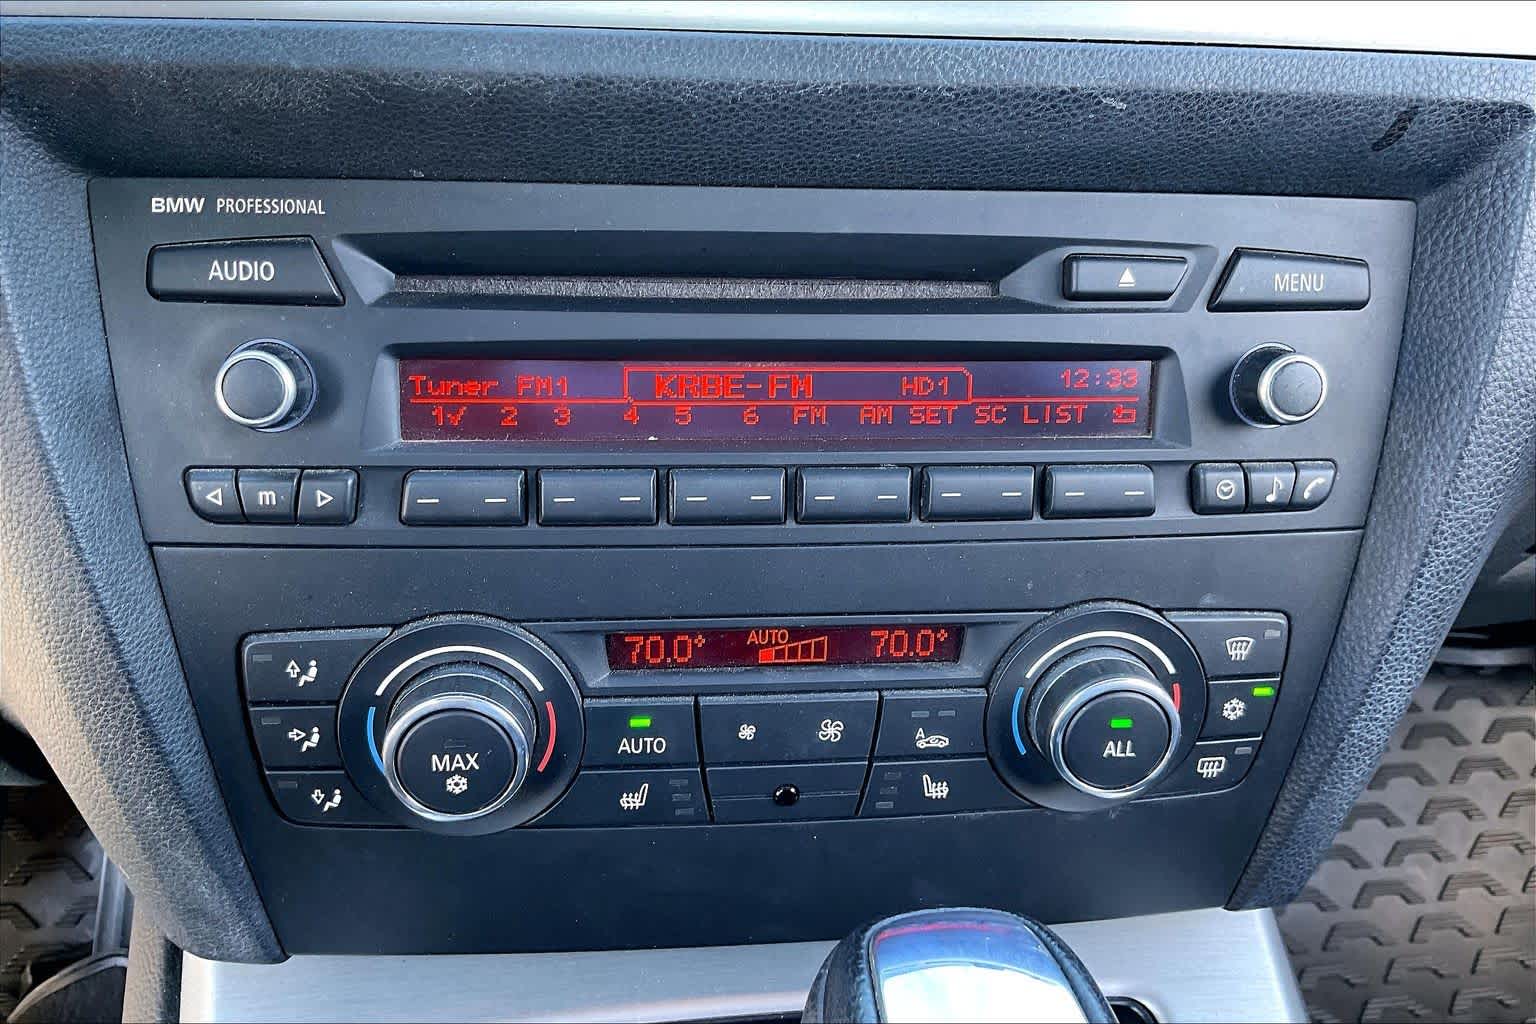 BMW PROFESSIONAL
AUDIO
MENU
Tuner FM1 KRBE-FM HD1 12:33
1✓ 2 3 4 5 6 FM AM SET SC LIST
m
70.0° AUTO 70.0°
AUTO
A
MAX
ALL